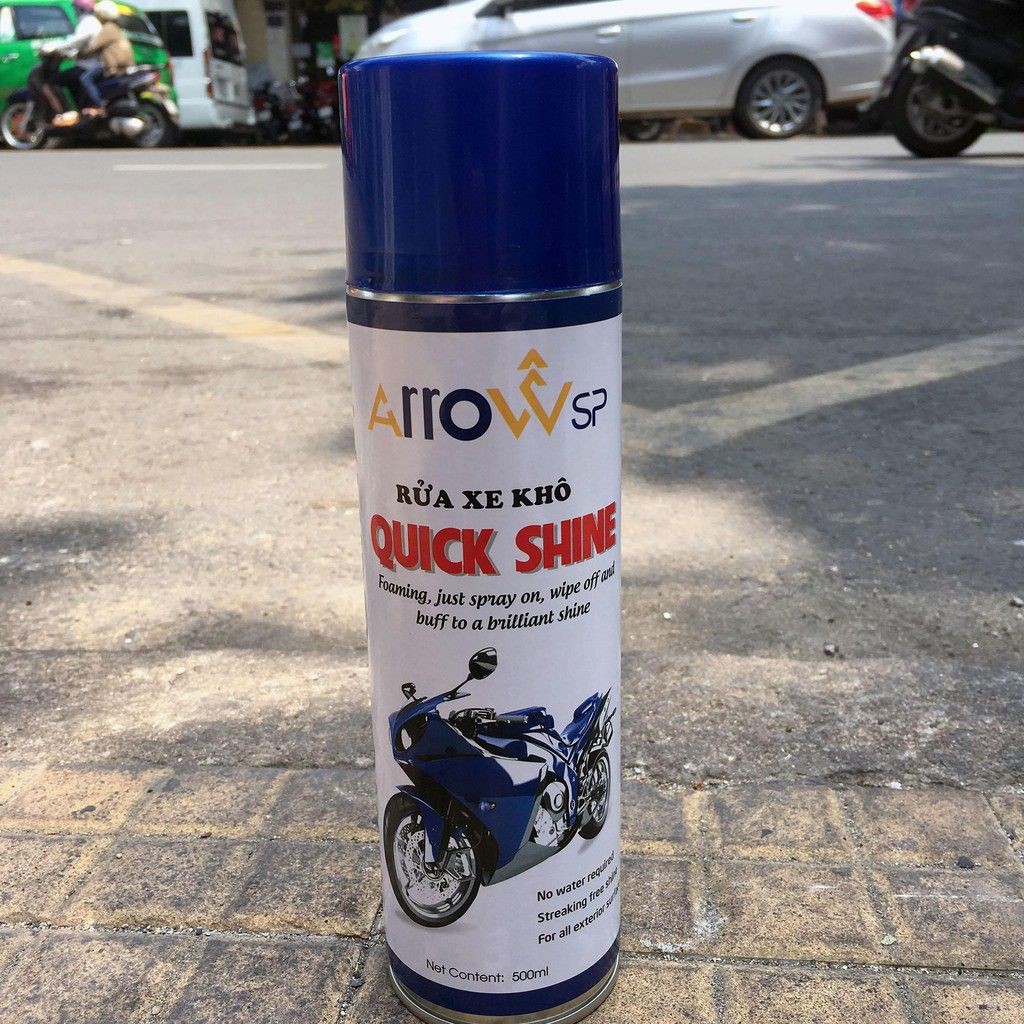 Arrow SP
RỬA XE KHÔ
QUICK SHINE
Foaming, just spray on, wipe off and
buff to a brilliant shine
No water required
Streaking free shine
For all exterior
Net Content: 500ml